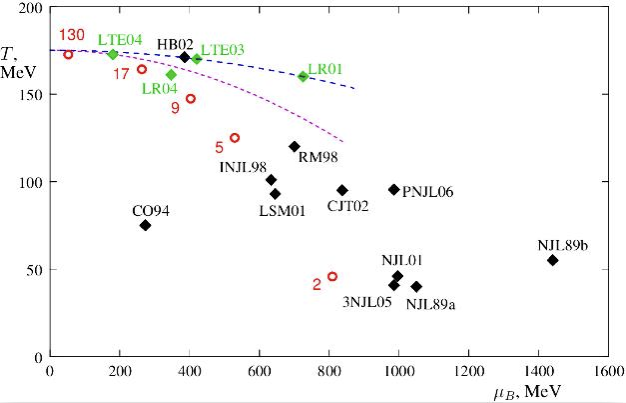 200
T,
MeV
150
100
50
0
0
200
400
600
800
1000
1200
1400
1600
μB, MeV
130
LTE04
HB02
LTE03
17
LR04
LR01
9
5
RM98
INJL98
LSM01
CJT02
PNJL06
CO94
2
NJL01
3NJL05
NJL89a
NJL89b